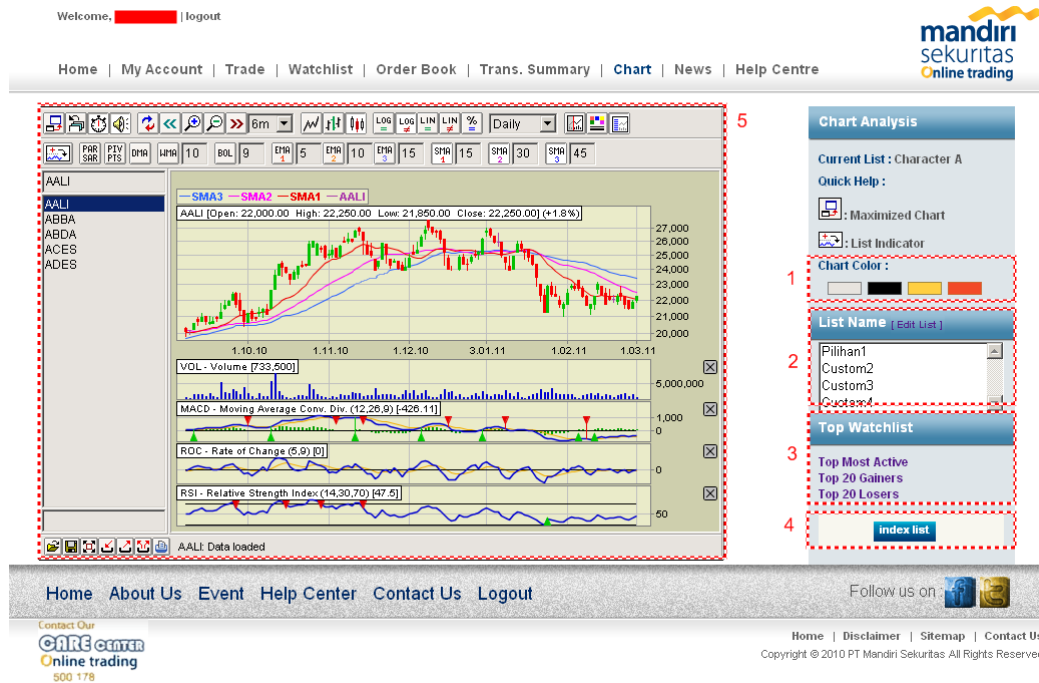 Welcome, | logout
mandiri
sekuritas
Online trading
Home | My Account | Trade | Watchlist | Order Book | Trans. Summary | Chart | News | Help Centre
6m LOG = LOG ≠ LIN = LIN ≠ % = Daily
PAR SAR PIV PTS DMA WMA 10 BOL 9 EMA 1 5 EMA 2 10 EMA 3 15 SMA 1 15 SMA 2 30 SMA 3 45
5
AALI
AALI
ABBA
ABDA
ACES
ADES
SMA3 SMA2 SMA1 AALI
AALI [Open: 22,000.00 High: 22,250.00 Low: 21,850.00 Close: 22,250.00] (+1.8%)
27,000
26,000
25,000
24,000
23,000
22,000
21,000
20,000
1.10.10 1.11.10 1.12.10 3.01.11 1.02.11 1.03.11
VOL - Volume [733,500]
5,000,000
MACD - Moving Average Conv. Div. (12,26,9) [-426.11]
1,000
0
ROC - Rate of Change (5,9) [0]
0
RSI - Relative Strength Index (14,30,70) [47.5]
50
AALI: Data loaded
Chart Analysis
Current List : Character A
Quick Help :
: Maximized Chart
: List Indicator
1
Chart Color :
2
List Name [ Edit List ]
Pilihan1
Custom2
Custom3
Custom4
Top Watchlist
3
Top Most Active
Top 20 Gainers
Top 20 Losers
4
index list
Home About Us Event Help Center Contact Us Logout
Follow us on :
Contact Our
CARE CENTER
Online trading
500 178
Home | Disclaimer | Sitemap | Contact Us
Copyright © 2010 PT Mandiri Sekuritas All Rights Reserve